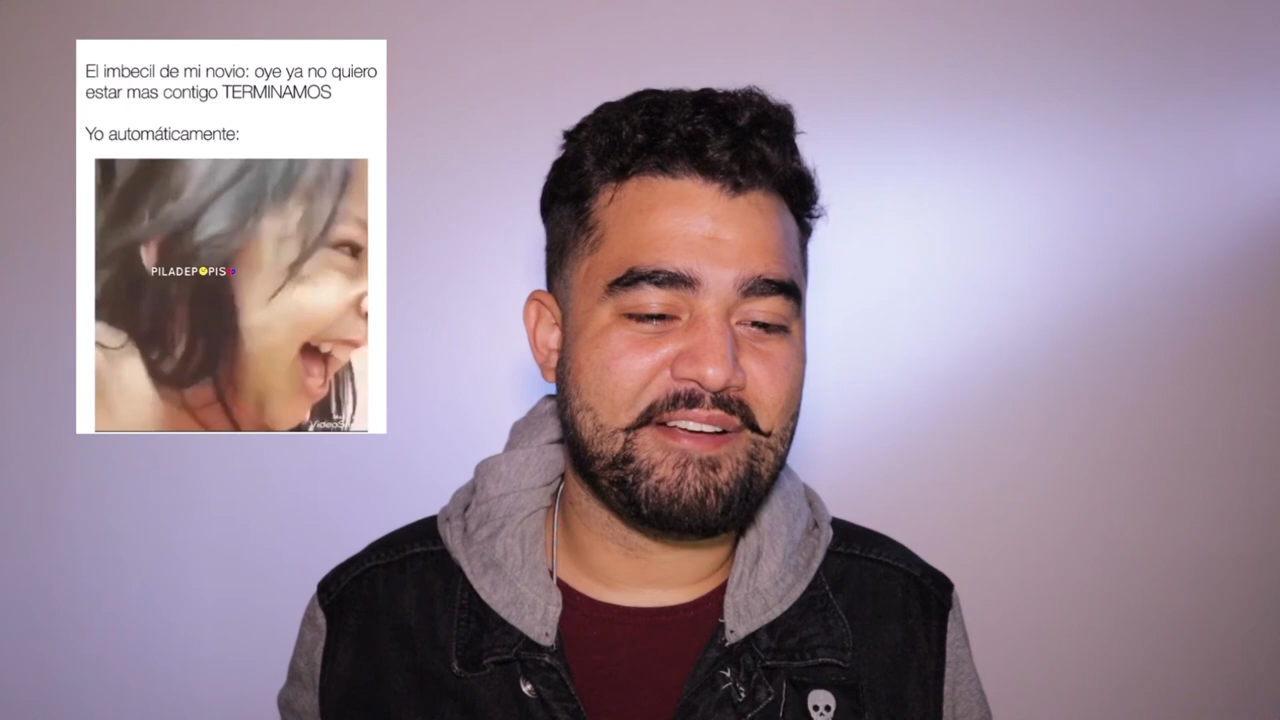 El imbecil de mi novio: oye ya no quiero
estar mas contigo TERMINAMOS
Yo automáticamente:
PILADEPOPIS